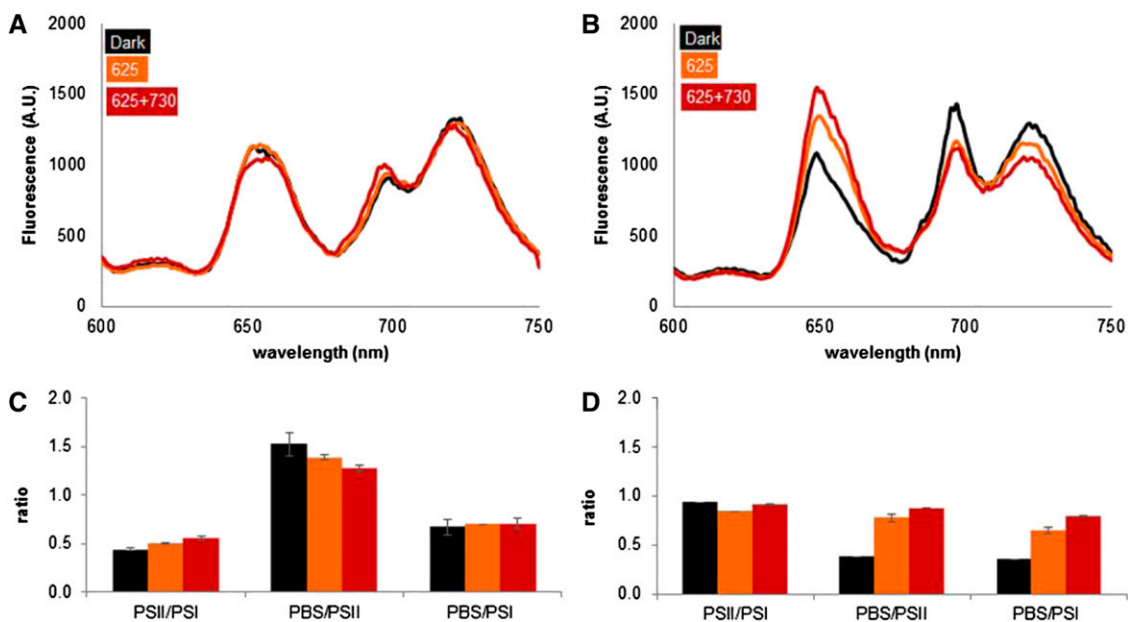 A
Fluorescence (A.U.)
2000
1500
1000
500
0
Dark
625
625+730
600
650
700
750
wavelength (nm)
B
Fluorescence (A.U.)
2000
1500
1000
500
0
Dark
625
625+730
600
650
700
750
wavelength (nm)
C
ratio
2.0
1.5
1.0
0.5
0.0
PSII/PSI
PBS/PSII
PBS/PSI
D
ratio
2.0
1.5
1.0
0.5
0.0
PSII/PSI
PBS/PSII
PBS/PSI